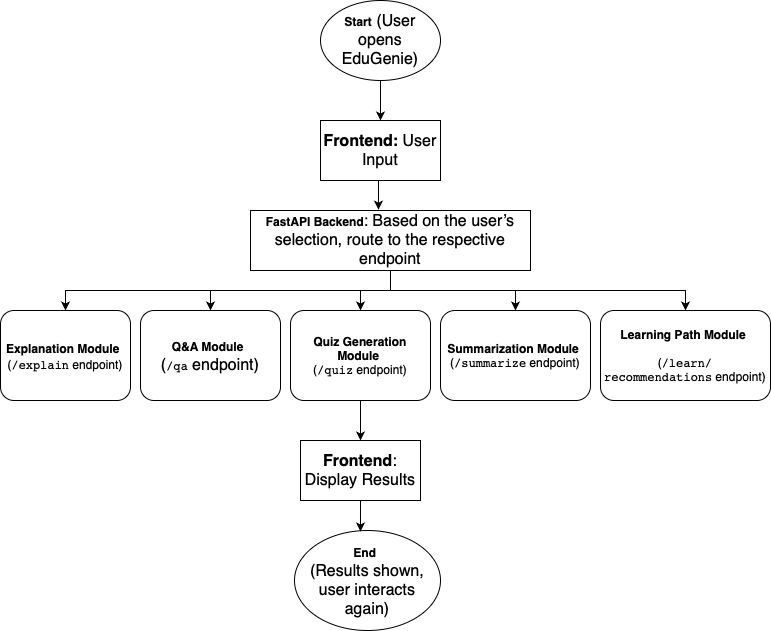 Start (User
opens
EduGenie)
Frontend: User
Input
FastAPI Backend: Based on the user's
selection, route to the respective
endpoint
Explanation Module
(/explain endpoint)
Q&A Module
(/qa endpoint)
Quiz Generation
Module
(/quiz endpoint)
Summarization Module
(/summarize endpoint)
Learning Path Module
(/learn/
recommendations endpoint)
Frontend:
Display Results
End
(Results shown,
user interacts
again)